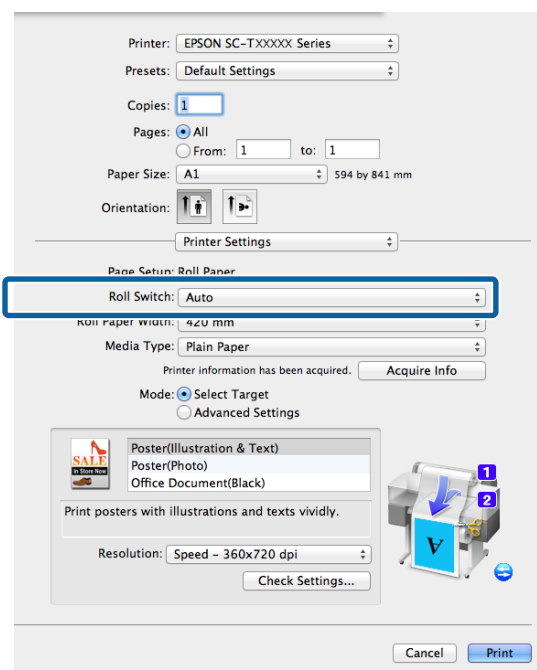 Printer: EPSON SC-TXXXXX Series
Presets: Default Settings
Copies: 1
Pages: All
From: 1 to: 1
Paper Size: A1 594 by 841 mm
Orientation:
Printer Settings
Page Setup: Roll Paper
Roll Switch: Auto
Roll Paper Width: 420 mm
Media Type: Plain Paper
Printer information has been acquired. Acquire Info
Mode: Select Target
Advanced Settings
SALE
In Store Now
Poster(Illustration & Text)
Poster(Photo)
Office Document(Black)
1
2
A
Print posters with illustrations and texts vividly.
Resolution: Speed - 360x720 dpi
Check Settings...
Cancel Print